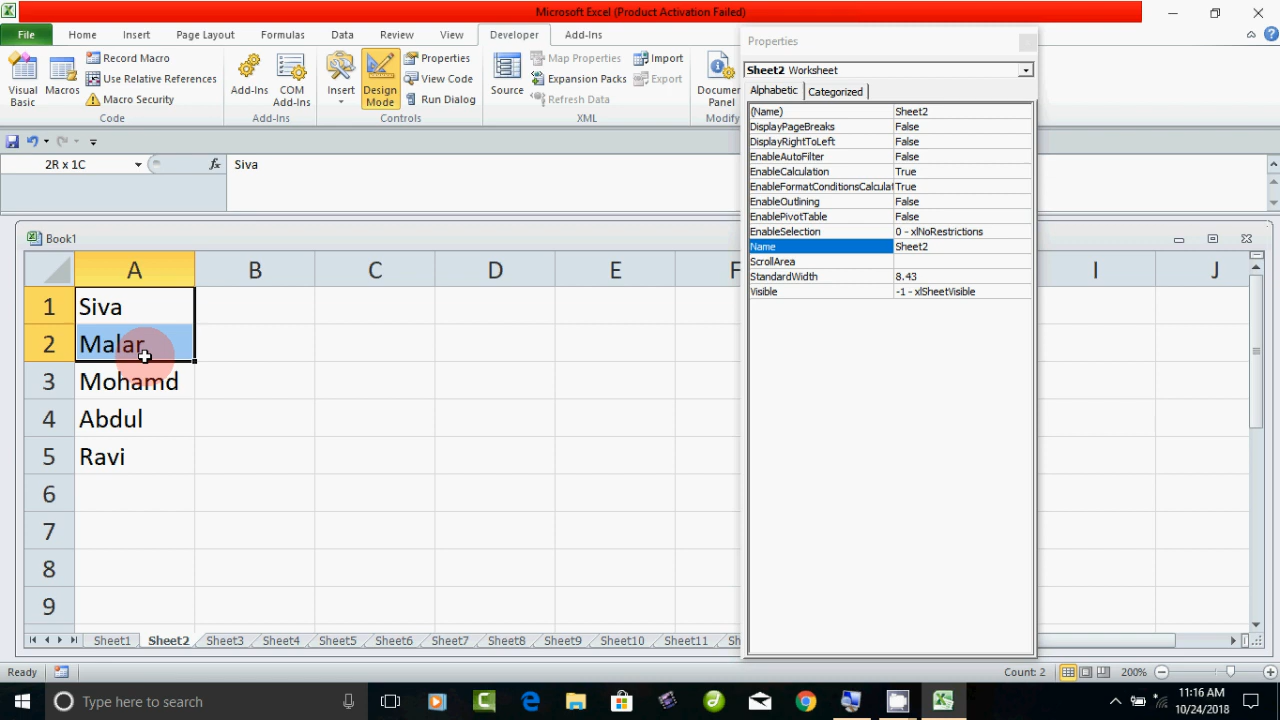 Microsoft Excel (Product Activation Failed)
File Home Insert Page Layout Formulas Data Review View Developer Add-Ins
Visual Basic
Macros
Record Macro
Use Relative References
Macro Security
Code
Add-Ins
COM Add-Ins
Add-Ins
Insert
Design Mode
Properties
View Code
Run Dialog
Controls
Source
Map Properties
Expansion Packs
Refresh Data
Import
Export
XML
Docum
Panel
Modify
2R x 1C
fx
Siva
Book1
A B C D E F I J
1 Siva
2 Malar
3 Mohamd
4 Abdul
5 Ravi
6
7
8
9
Properties
Sheet2 Worksheet
Alphabetic Categorized
(Name) Sheet2
DisplayPageBreaks False
DisplayRightToLeft False
EnableAutoFilter False
EnableCalculation True
EnableFormatConditionsCalculat True
EnableOutlining False
EnablePivotTable False
EnableSelection 0 - xlNoRestrictions
Name Sheet2
ScrollArea
StandardWidth 8.43
Visible -1 - xlSheetVisible
Sheet1 Sheet2 Sheet3 Sheet4 Sheet5 Sheet6 Sheet7 Sheet8 Sheet9 Sheet10 Sheet11 Sh
Ready
Count: 2
200%
Type here to search
11:16 AM
10/24/2018